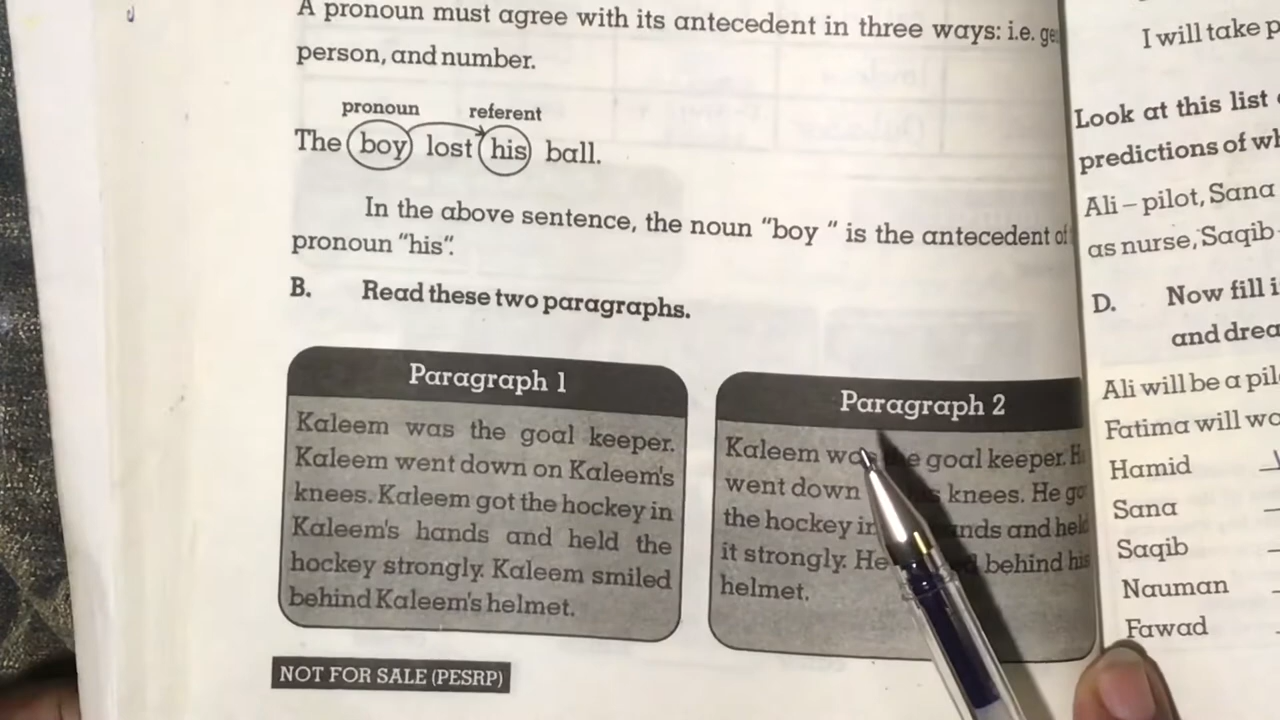 A pronoun must agree with its antecedent in three ways: i.e.
person, and number.
pronoun referent
The boy lost his ball.
In the above sentence, the noun "boy " is the antecedent of
pronoun "his".
B. Read these two paragraphs.
Paragraph 1
Kaleem was the goal keeper.
Kaleem went down on Kaleem's
knees. Kaleem got the hockey in
Kaleem's hands and held the
hockey strongly. Kaleem smiled
behind Kaleem's helmet.
Paragraph 2
Kaleem was the goal keeper.
went down knees. He
the hockey in and held
it strongly. He behind his
helmet.
NOT FOR SALE (PESRP)
I will take
Look at this list
predictions of
Ali – pilot, Sana
as nurse, Saqib
D. Now fill
and
Ali will be a
Fatima will
Hamid
Sana
Saqib
Nauman
Fawad